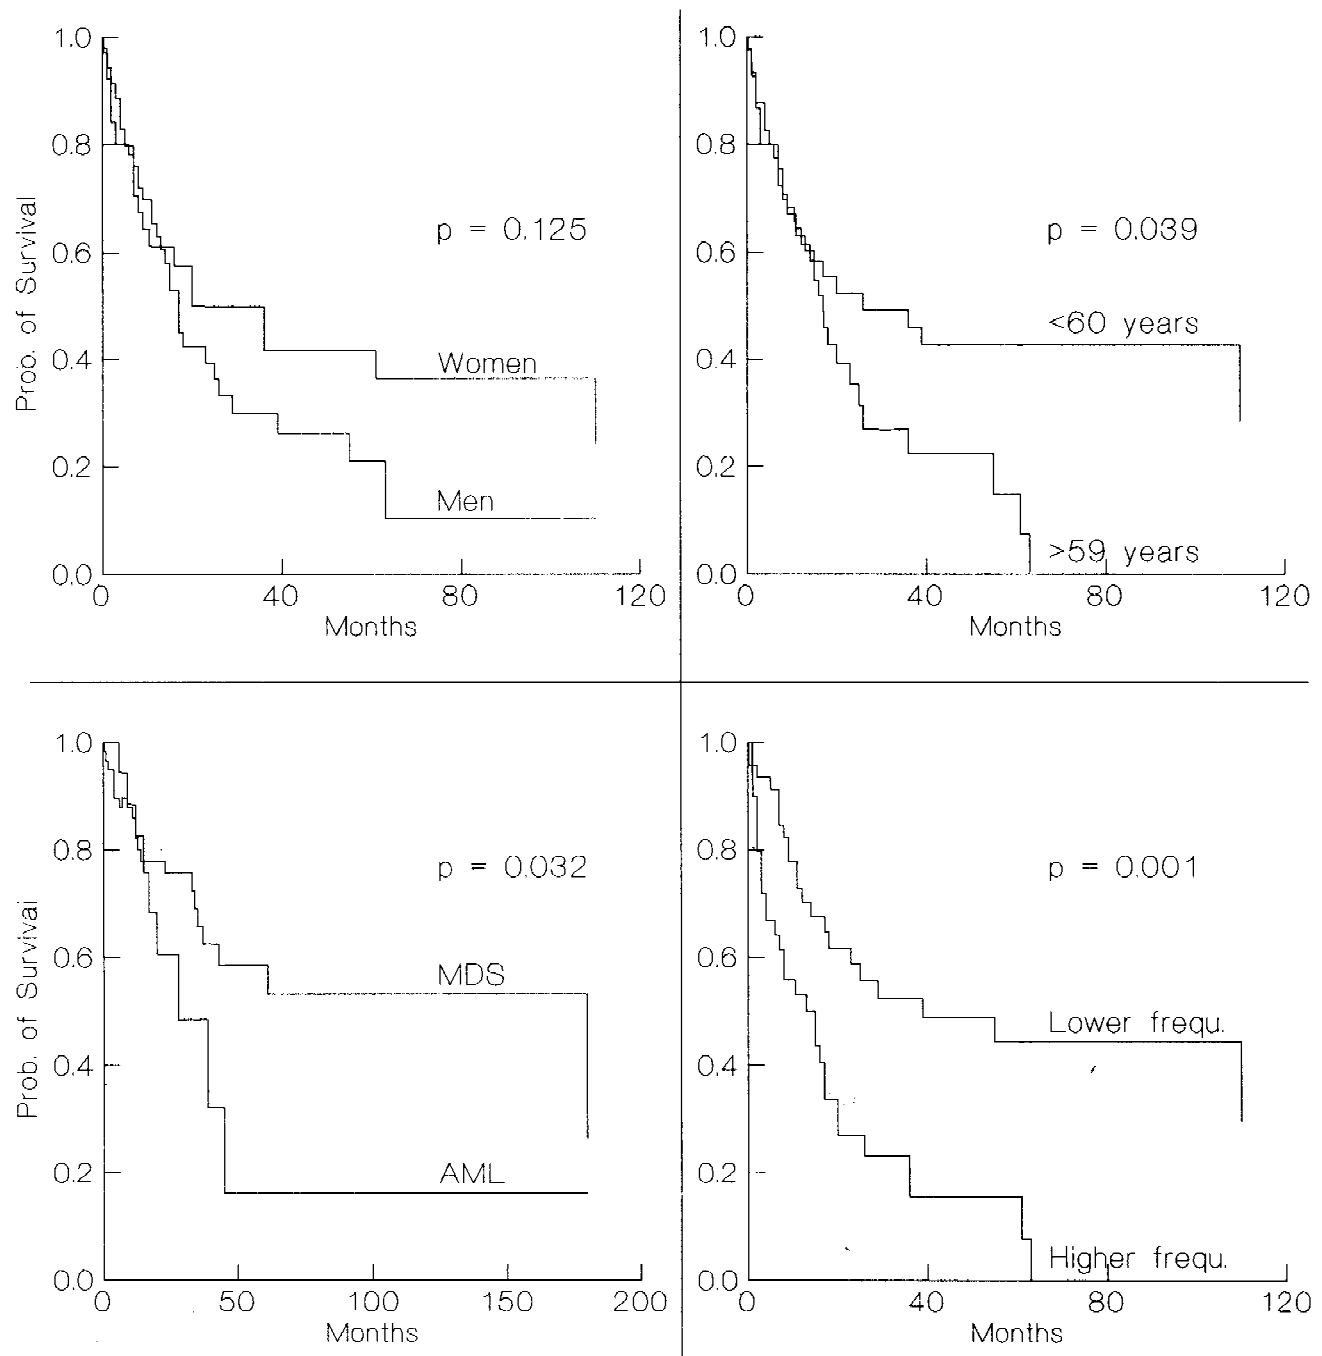 1.0
0.8
0.6
0.4
0.2
0.0
Prob. of Survival
p = 0.125
Women
Men
0 40 80 120
Months
1.0
0.8
0.6
0.4
0.2
0.0
p = 0.039
<60 years
>59 years
0 40 80 120
Months
1.0
0.8
0.6
0.4
0.2
0.0
Prob. of Survival
p = 0.032
MDS
AML
0 50 100 150 200
Months
1.0
0.8
0.6
0.4
0.2
0.0
p = 0.001
Lower frequ.
Higher frequ.
0 40 80 120
Months